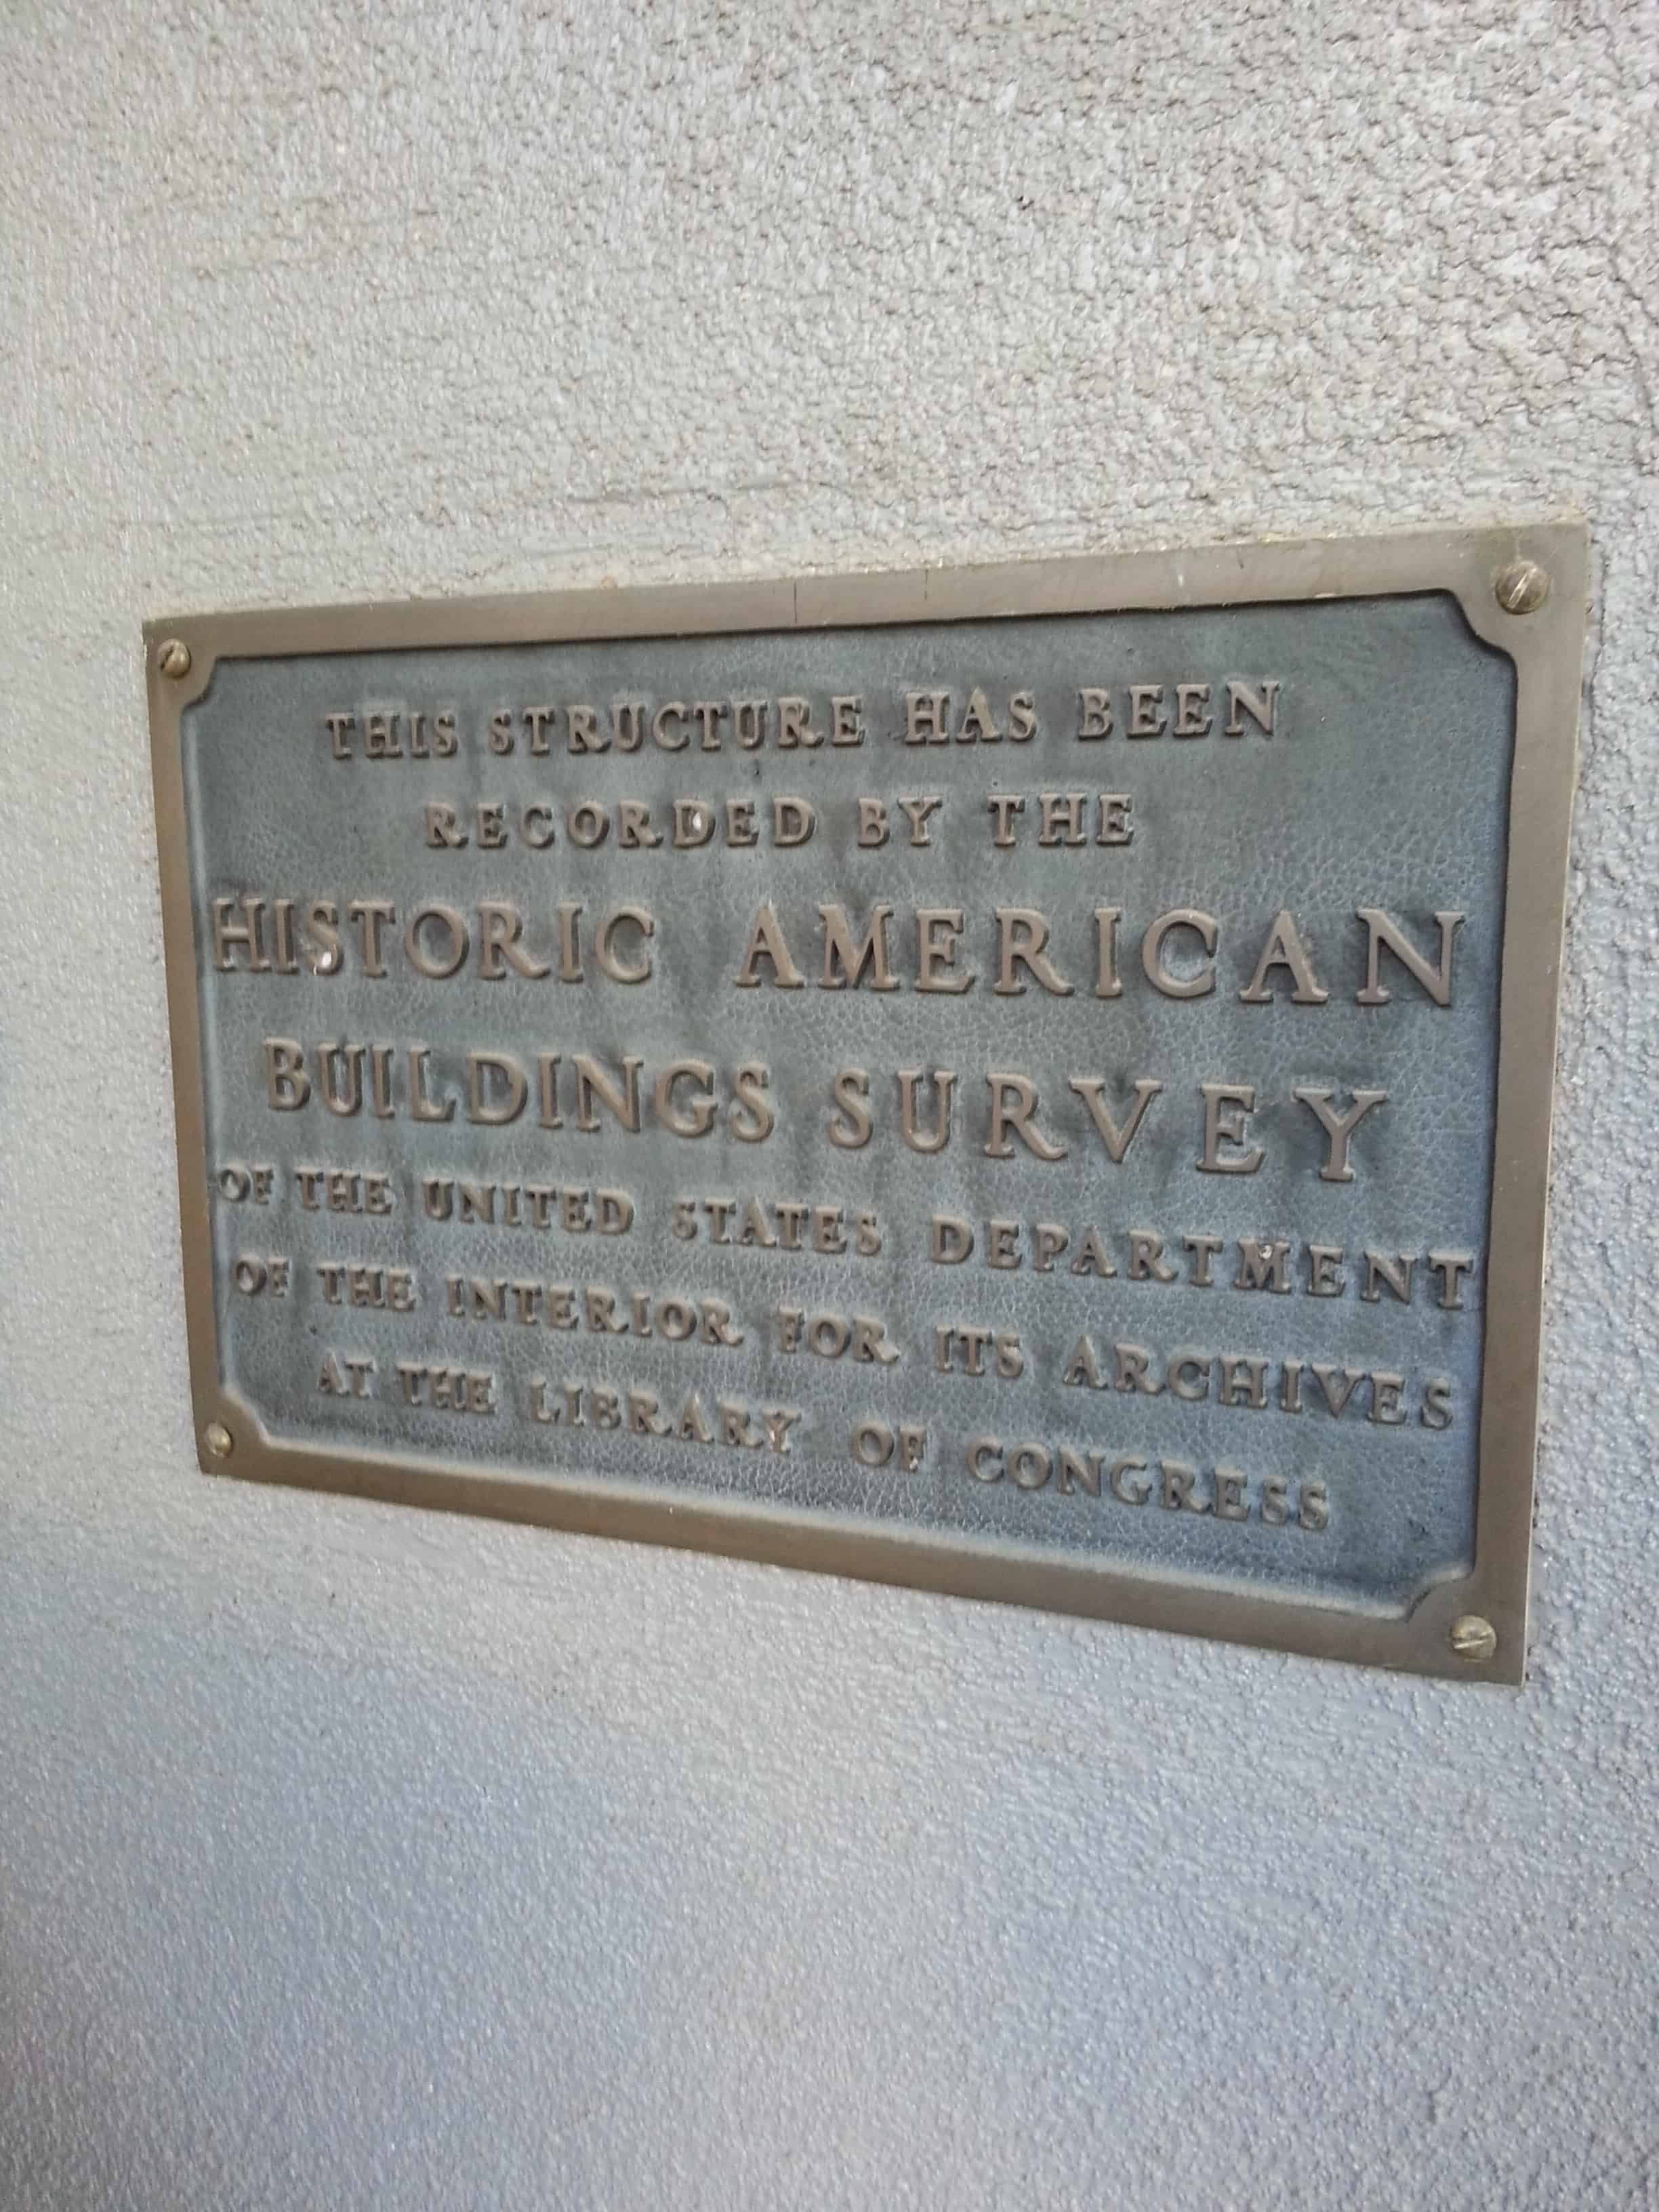 THIS STRUCTURE HAS BEEN
RECORDED BY THE
HISTORIC AMERICAN
BUILDINGS SURVEY
OF THE UNITED STATES DEPARTMENT
OF THE INTERIOR FOR ITS ARCHIVES
AT THE LIBRARY OF CONGRESS